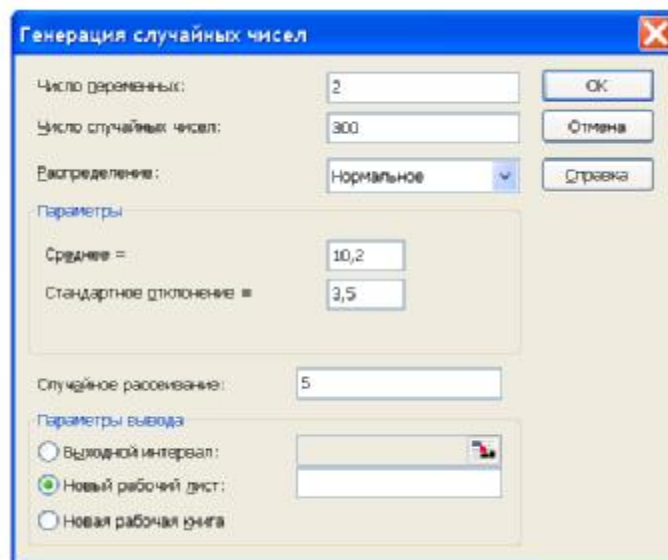 Генерация случайных чисел
Число переменных: 2 ОК
Число случайных чисел: 300 Отмена
Распределение: Нормальное Справка
Параметры
Среднее = 10,2
Стандартное отклонение = 3,5
Случайное рассеивание: 5
Параметры вывода
Выходной интервал:
Новый рабочий лист:
Новая рабочая книга